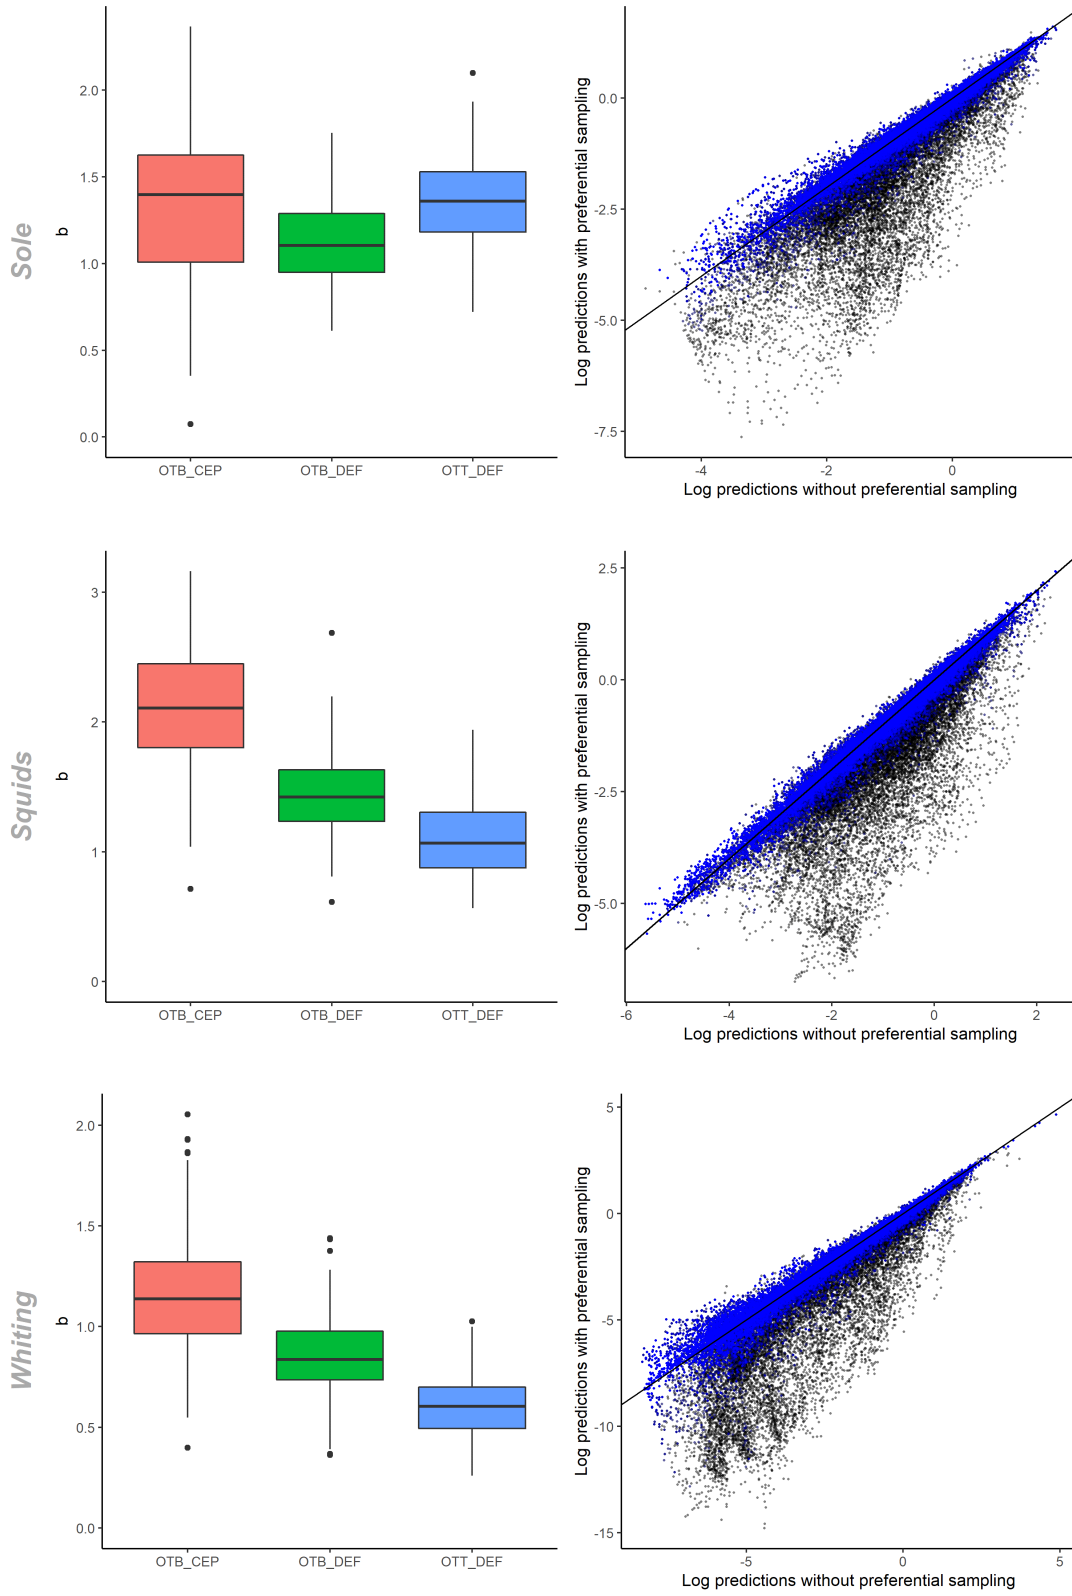 Sole
b
2.0
1.5
1.0
0.5
0.0
OTB_CEP OTB_DEF OTT_DEF
Log predictions with preferential sampling
0.0
-2.5
-5.0
-7.5
-4 -2 0
Log predictions without preferential sampling
Squids
b
3
2
1
0
OTB_CEP OTB_DEF OTT_DEF
Log predictions with preferential sampling
2.5
0.0
-2.5
-5.0
-6 -4 -2 0 2
Log predictions without preferential sampling
Whiting
b
2.0
1.5
1.0
0.5
0.0
OTB_CEP OTB_DEF OTT_DEF
Log predictions with preferential sampling
5
0
-5
-10
-15
-5 0 5
Log predictions without preferential sampling